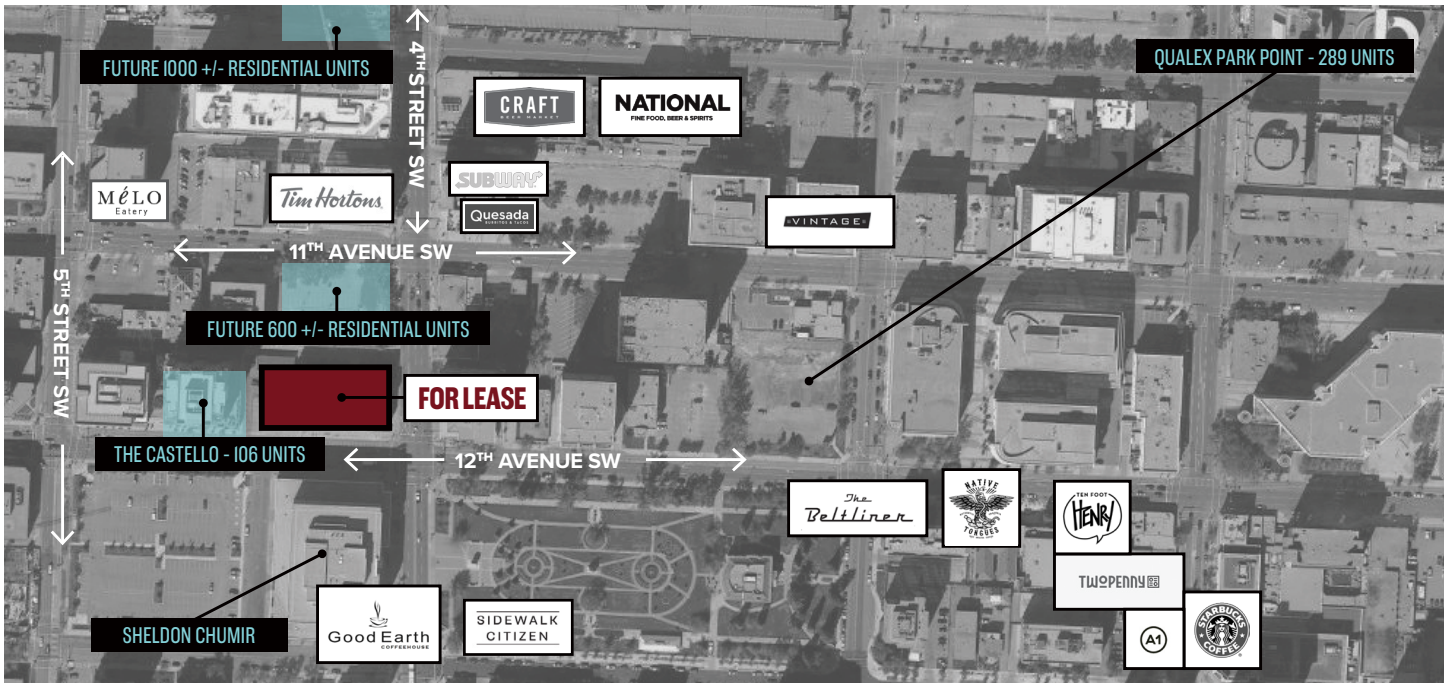 FUTURE 1000 +/- RESIDENTIAL UNITS
4TH STREET SW
QUALEX PARK POINT - 289 UNITS
CRAFT
BEER MARKET
NATIONAL
FINE FOOD, BEER & SPIRITS
MéLO
Eatery
Tim Hortons
SUBWAY
Quesada
BURRITOS & TACOS
VINTAGE
11TH AVENUE SW
5TH STREET SW
FUTURE 600 +/- RESIDENTIAL UNITS
FOR LEASE
THE CASTELLO - 106 UNITS
12TH AVENUE SW
The
Beltliner
NATIVE
TONGUES
TEN FOOT
HENRY
TWOPENNY
A1
STARBUCKS
COFFEE
SHELDON CHUMIR
Good Earth
COFFEEHOUSE
SIDEWALK
CITIZEN